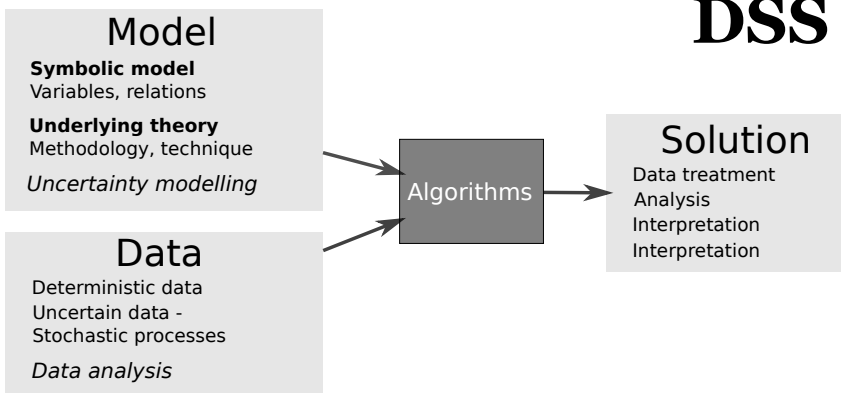 DSS
Model
Symbolic model
Variables, relations
Underlying theory
Methodology, technique
Uncertainty modelling
Data
Deterministic data
Uncertain data -
Stochastic processes
Data analysis
Algorithms
Solution
Data treatment
Analysis
Interpretation
Interpretation